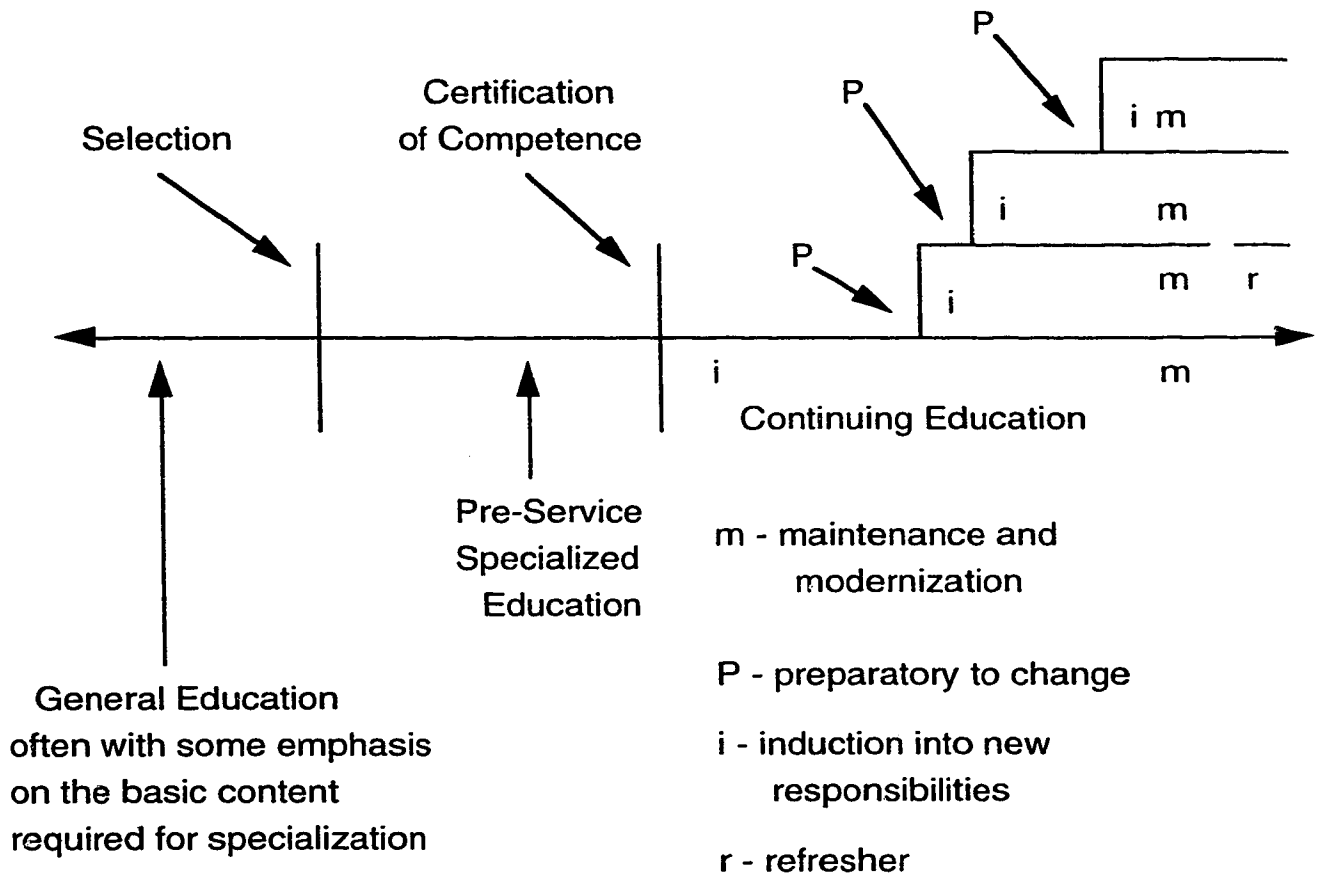 P
P
Certification
of Competence
Selection
i m
i m
P
m r
i
i m
Continuing Education
Pre-Service
Specialized
Education
m - maintenance and
modernization
General Education
often with some emphasis
on the basic content
required for specialization
P - preparatory to change
i - induction into new
responsibilities
r - refresher